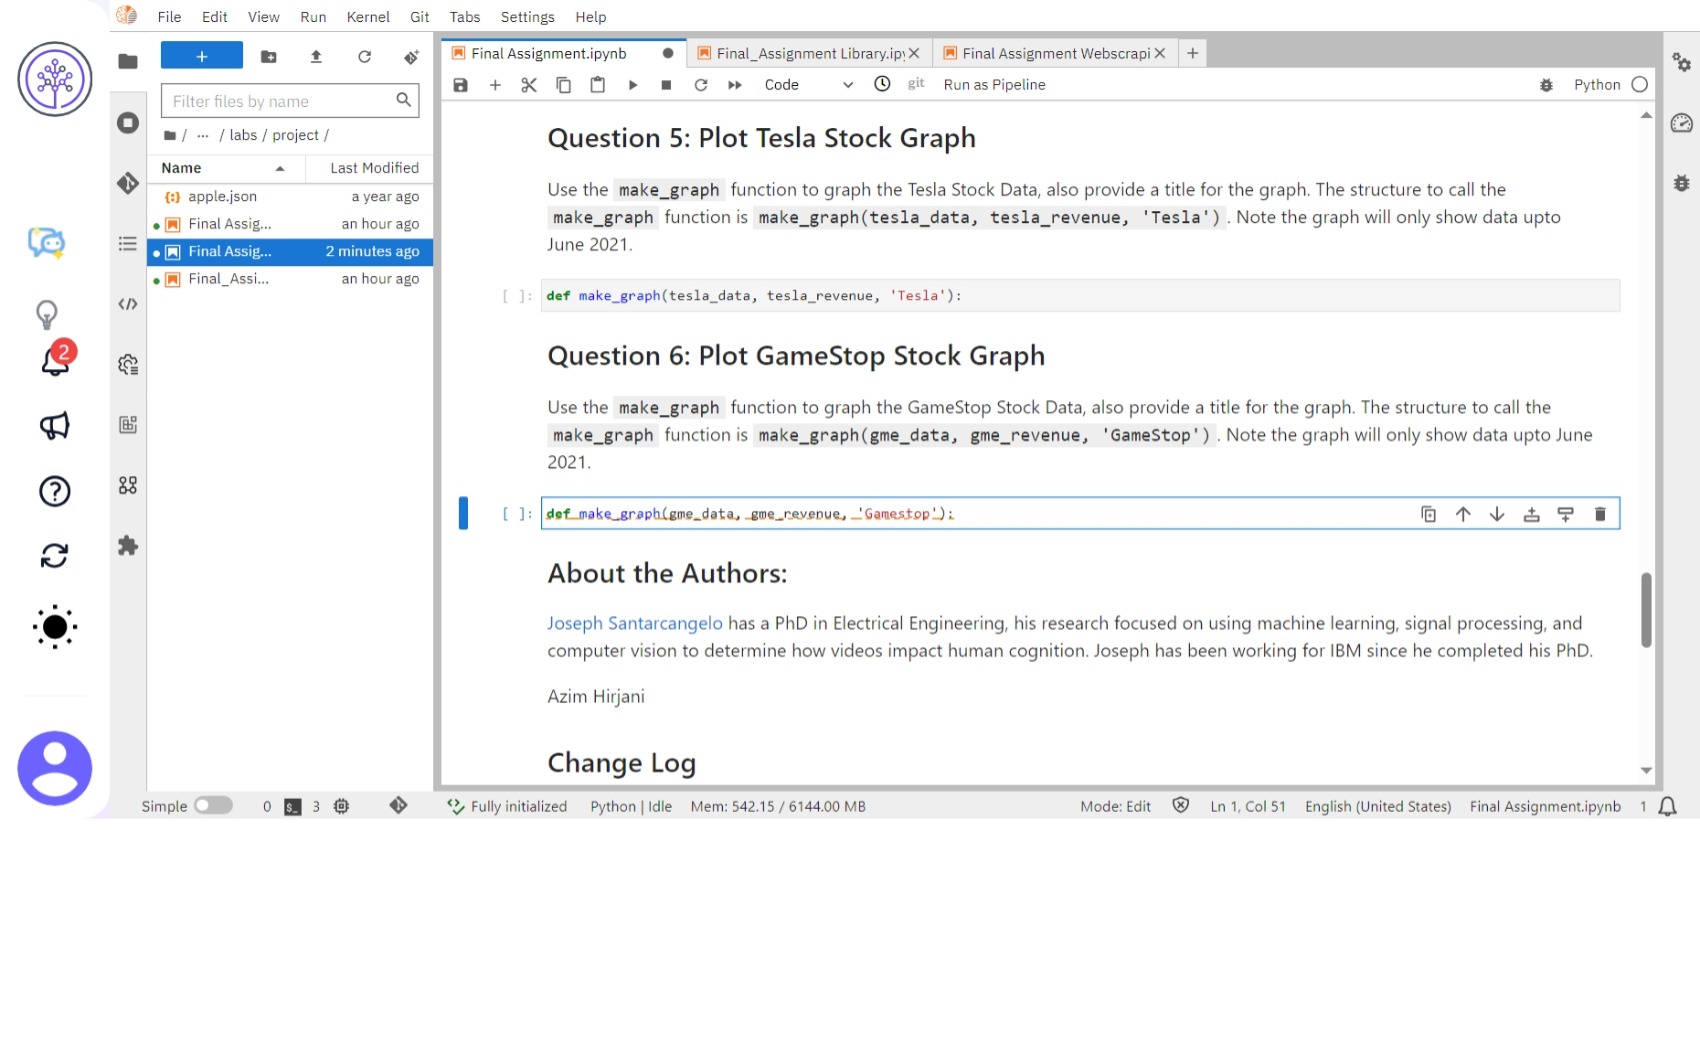 File Edit View Run Kernel Git Tabs Settings Help
+
Filter files by name
/ ... / labs / project /
Name Last Modified
apple.json a year ago
Final Assig... an hour ago
Final Assig... 2 minutes ago
Final_Assi... an hour ago
2
Final Assignment.ipynb Final_Assignment Library.ipy Final Assignment Webscrapi +
Code git Run as Pipeline Python
Question 5: Plot Tesla Stock Graph
Use the make_graph function to graph the Tesla Stock Data, also provide a title for the graph. The structure to call the
make_graph function is make_graph(tesla_data, tesla_revenue, 'Tesla'). Note the graph will only show data upto
June 2021.
[ ]: def make_graph(tesla_data, tesla_revenue, 'Tesla'):
Question 6: Plot GameStop Stock Graph
Use the make_graph function to graph the GameStop Stock Data, also provide a title for the graph. The structure to call the
make_graph function is make_graph(gme_data, gme_revenue, 'GameStop'). Note the graph will only show data upto June
2021.
[ ]: def make_graph(gme_data, gme_revenue, 'Gamestop');
About the Authors:
Joseph Santarcangelo has a PhD in Electrical Engineering, his research focused on using machine learning, signal processing, and
computer vision to determine how videos impact human cognition. Joseph has been working for IBM since he completed his PhD.
Azim Hirjani
Change Log
Simple 0 3 Fully initialized Python | Idle Mem: 542.15 / 6144.00 MB Mode: Edit Ln 1, Col 51 English (United States) Final Assignment.ipynb 1